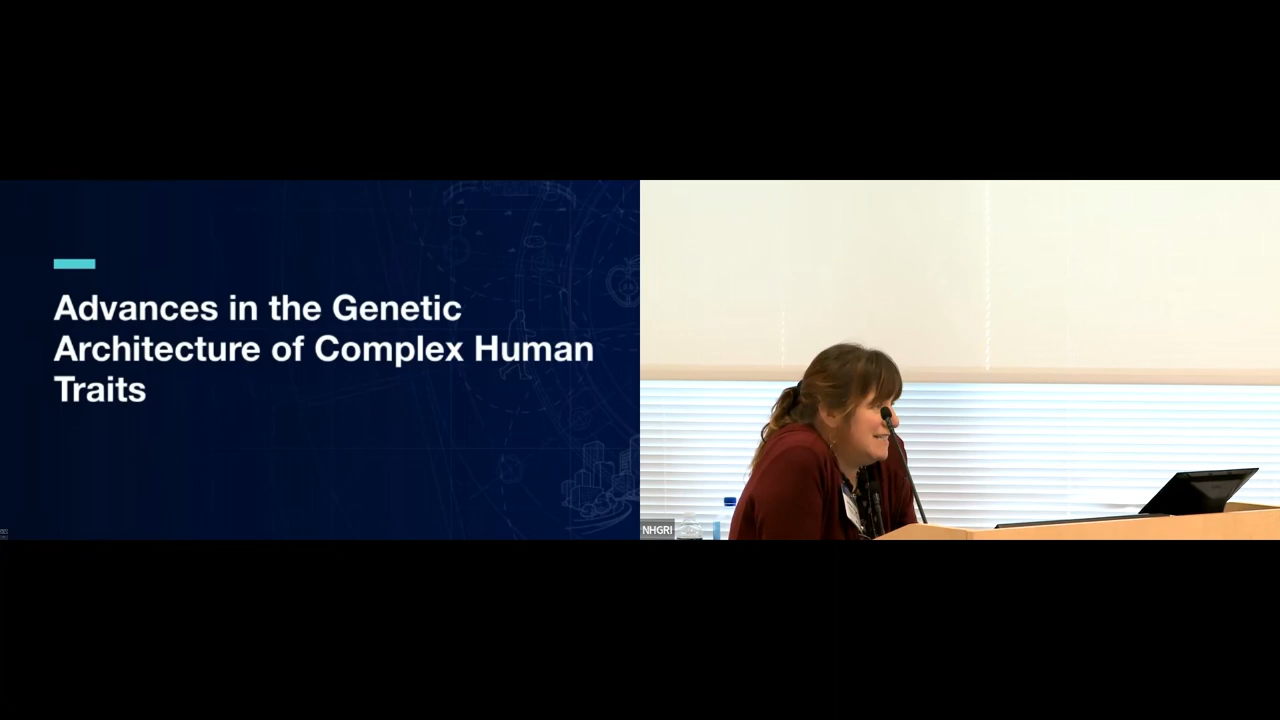 Advances in the Genetic
Architecture of Complex Human
Traits
NHGRI